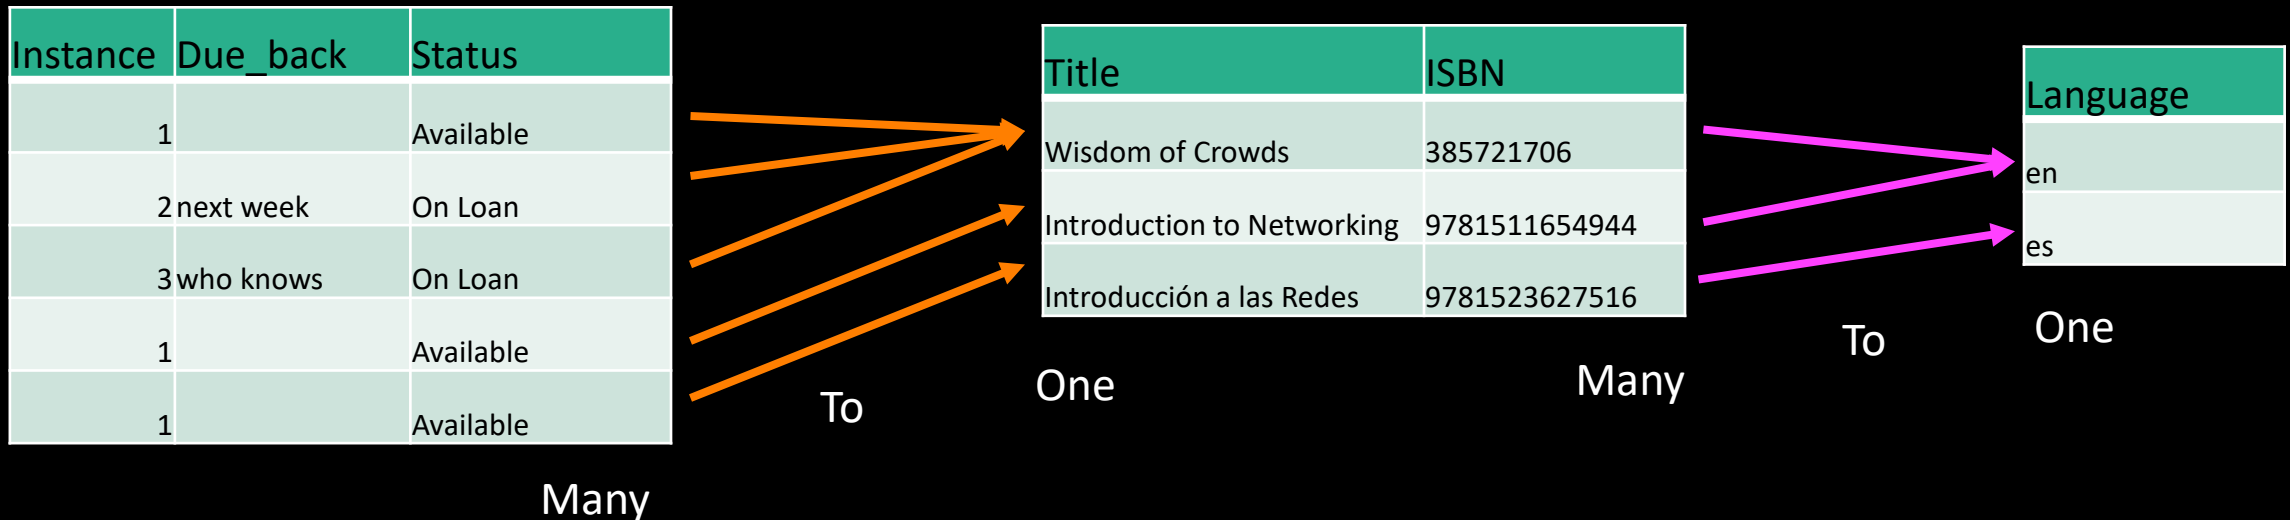 Instance Due_back Status
1 Available
2 next week On Loan
3 who knows On Loan
1 Available
1 Available
Many
To
One
Title ISBN
Wisdom of Crowds 385721706
Introduction to Networking 9781511654944
Introducción a las Redes 9781523627516
Many
To
One
Language
en
es